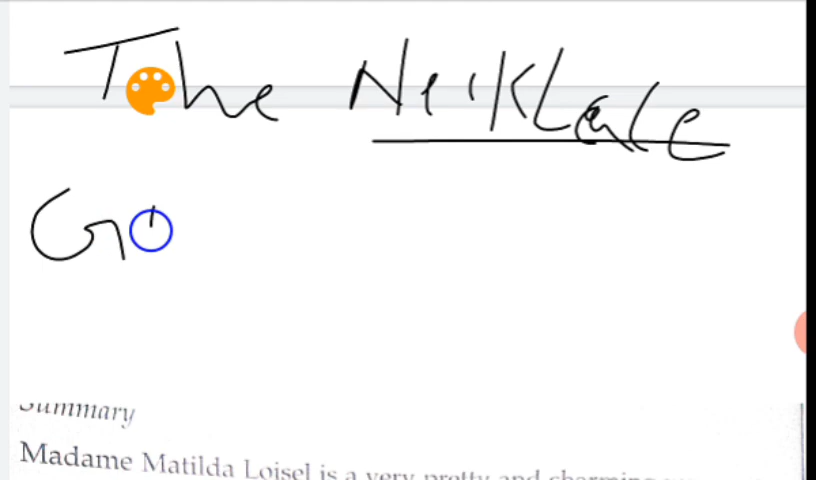 The Necklace
G
Summary
Madame Matilda Loisel is a very pretty and charming